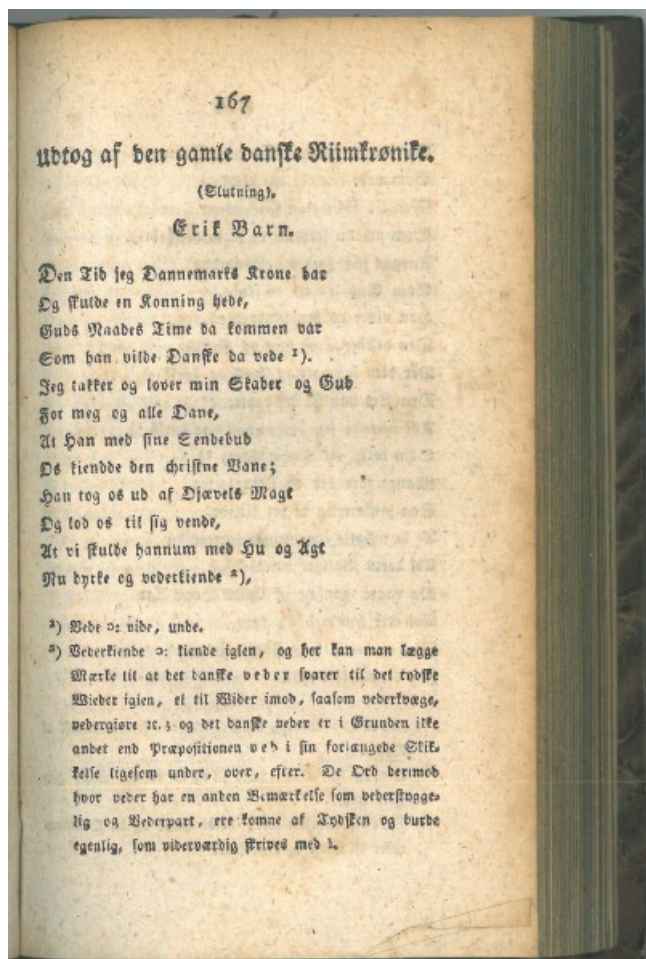 167
Udtog af den gamle danske Riimkrønike.
(Slutning).
Erik Barn.
Den Tid jeg Dannemarks Krone bar
Og skulde en Konning hede,
Guds Naades Time da kommen var
Som han vilde Danske da vede ¹).
Jeg takker og lover min Skaber og Gud
For meg og alle Dane,
At Han med sine Sendebud
Os kiendde den christne Vane;
Han tog os ud af Djævels Magt
Og lod os til sig vende,
At vi skulde hannum med Hu og Agt
Nu dyrke og vederkiende ²),
¹) Vede ɔ: vide, unde.
²) Vederkiende ɔ: kiende igien, og her kan man lægge
Mærke til at det danske veder svarer til det tydske
Wieder igien, ei til Wider imod, saasom vederkvæge,
vedergiøre ꝛc.; og det danske veder er i Grunden ikke
andet end Præpositionen ved i sin forlængede Skik-
kelse ligesom under, over, efter. De Ord derimod
hvor veder har en anden Bemærkelse som vederstygge-
lig og Vederpart, ere komne af Tydsken og burde
egenlig, som viderværdig skrives med i.